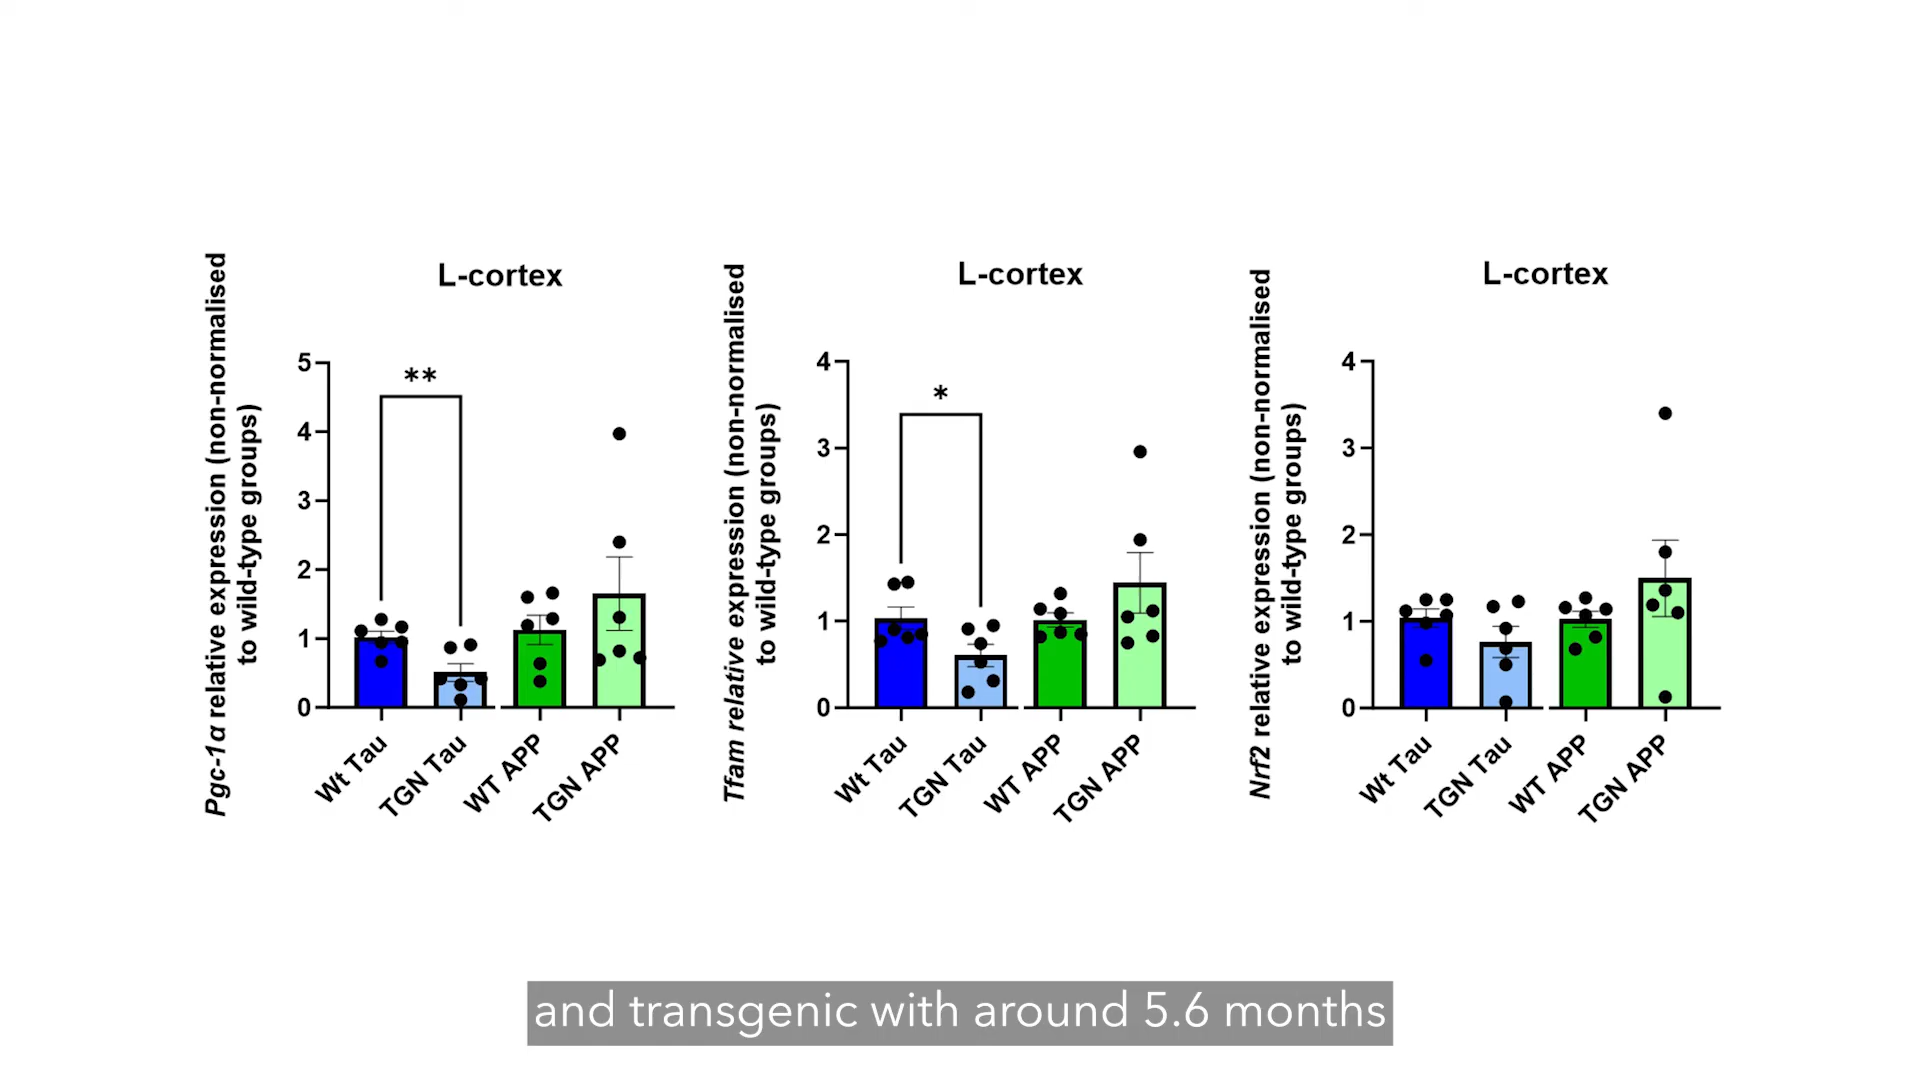 L-cortex
Pgc-1α relative expression (non-normalised
to wild-type groups)
5
4
3
2
1
0
**
Wt Tau
TGN Tau
WT APP
TGN APP
L-cortex
Tfam relative expression (non-normalised
to wild-type groups)
4
3
2
1
0
*
Wt Tau
TGN Tau
WT APP
TGN APP
L-cortex
Nrf2 relative expression (non-normalised
to wild-type groups)
4
3
2
1
0
Wt Tau
TGN Tau
WT APP
TGN APP
and transgenic with around 5.6 months